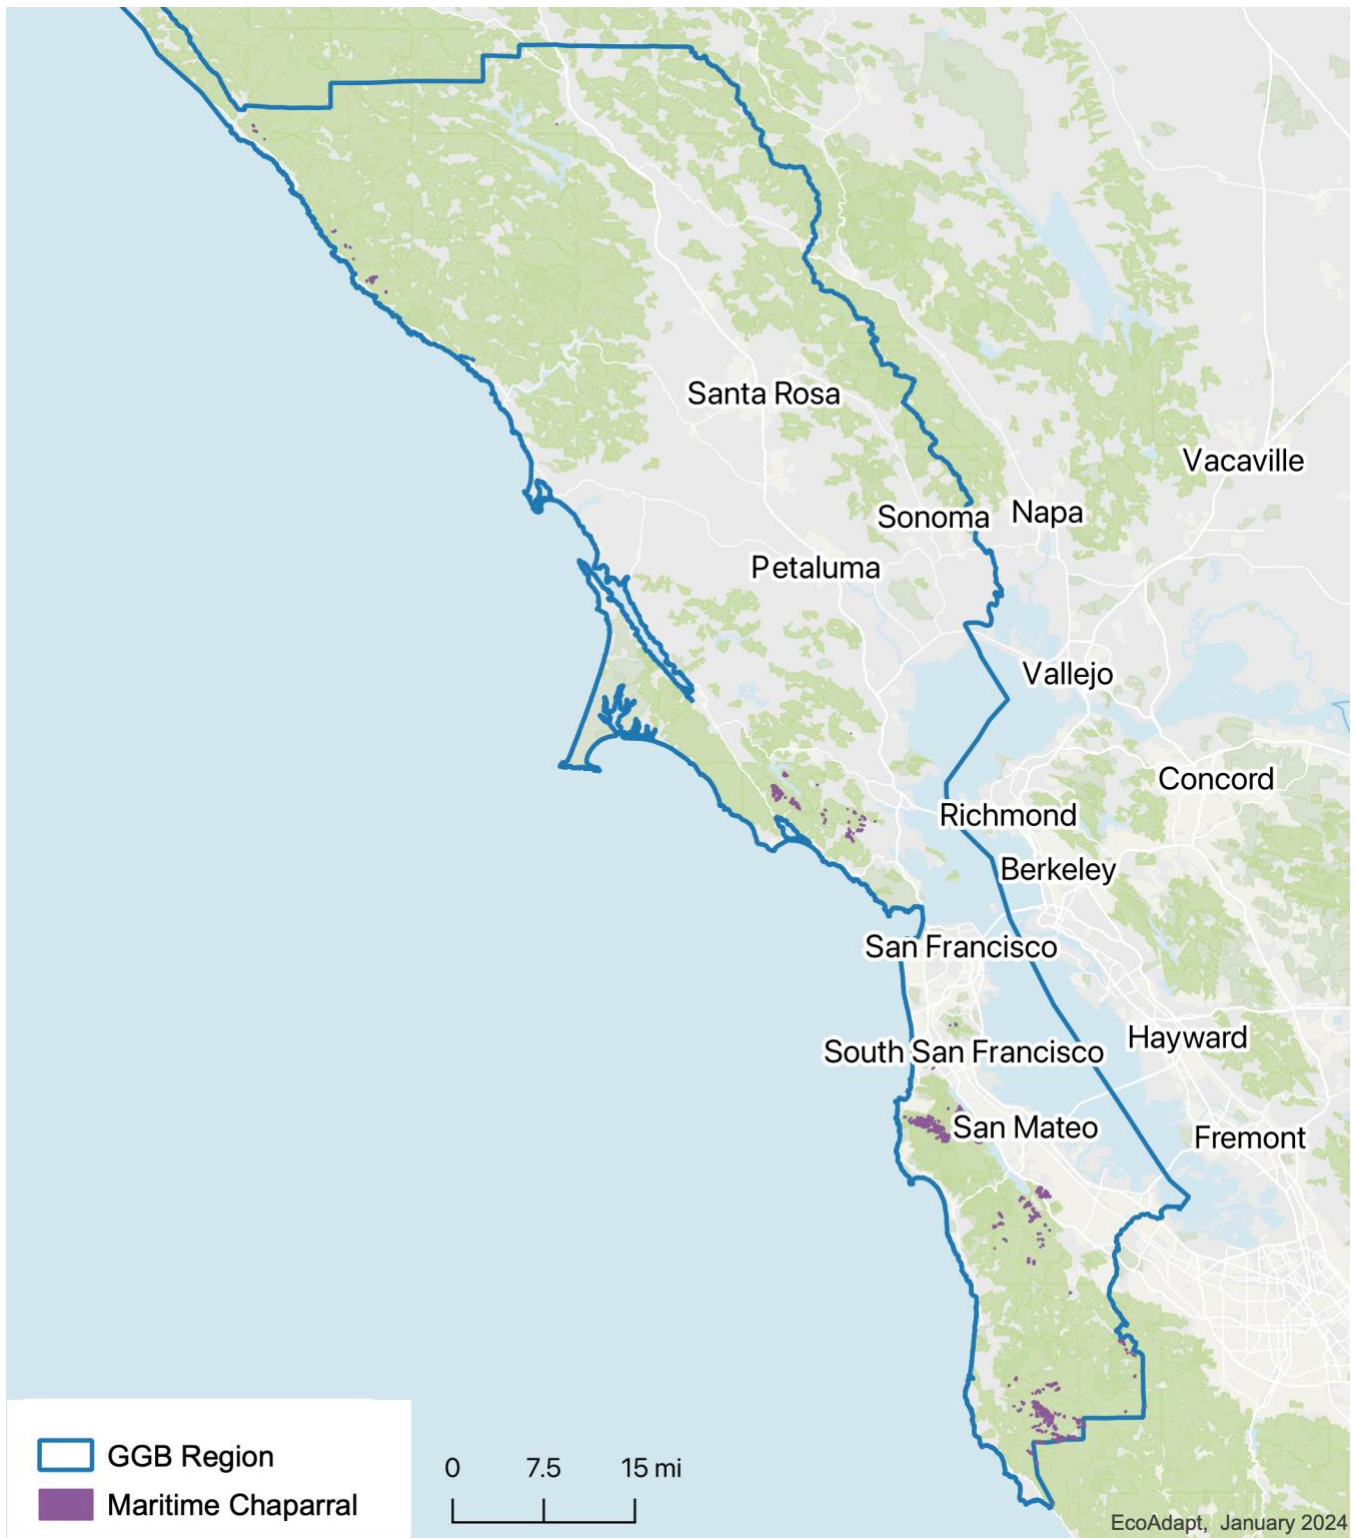 Santa Rosa
Vacaville
Sonoma
Napa
Petaluma
Vallejo
Concord
Richmond
Berkeley
San Francisco
Hayward
South San Francisco
San Mateo
Fremont
GGB Region
Maritime Chaparral
0 7.5 15 mi
EcoAdapt, January 2024